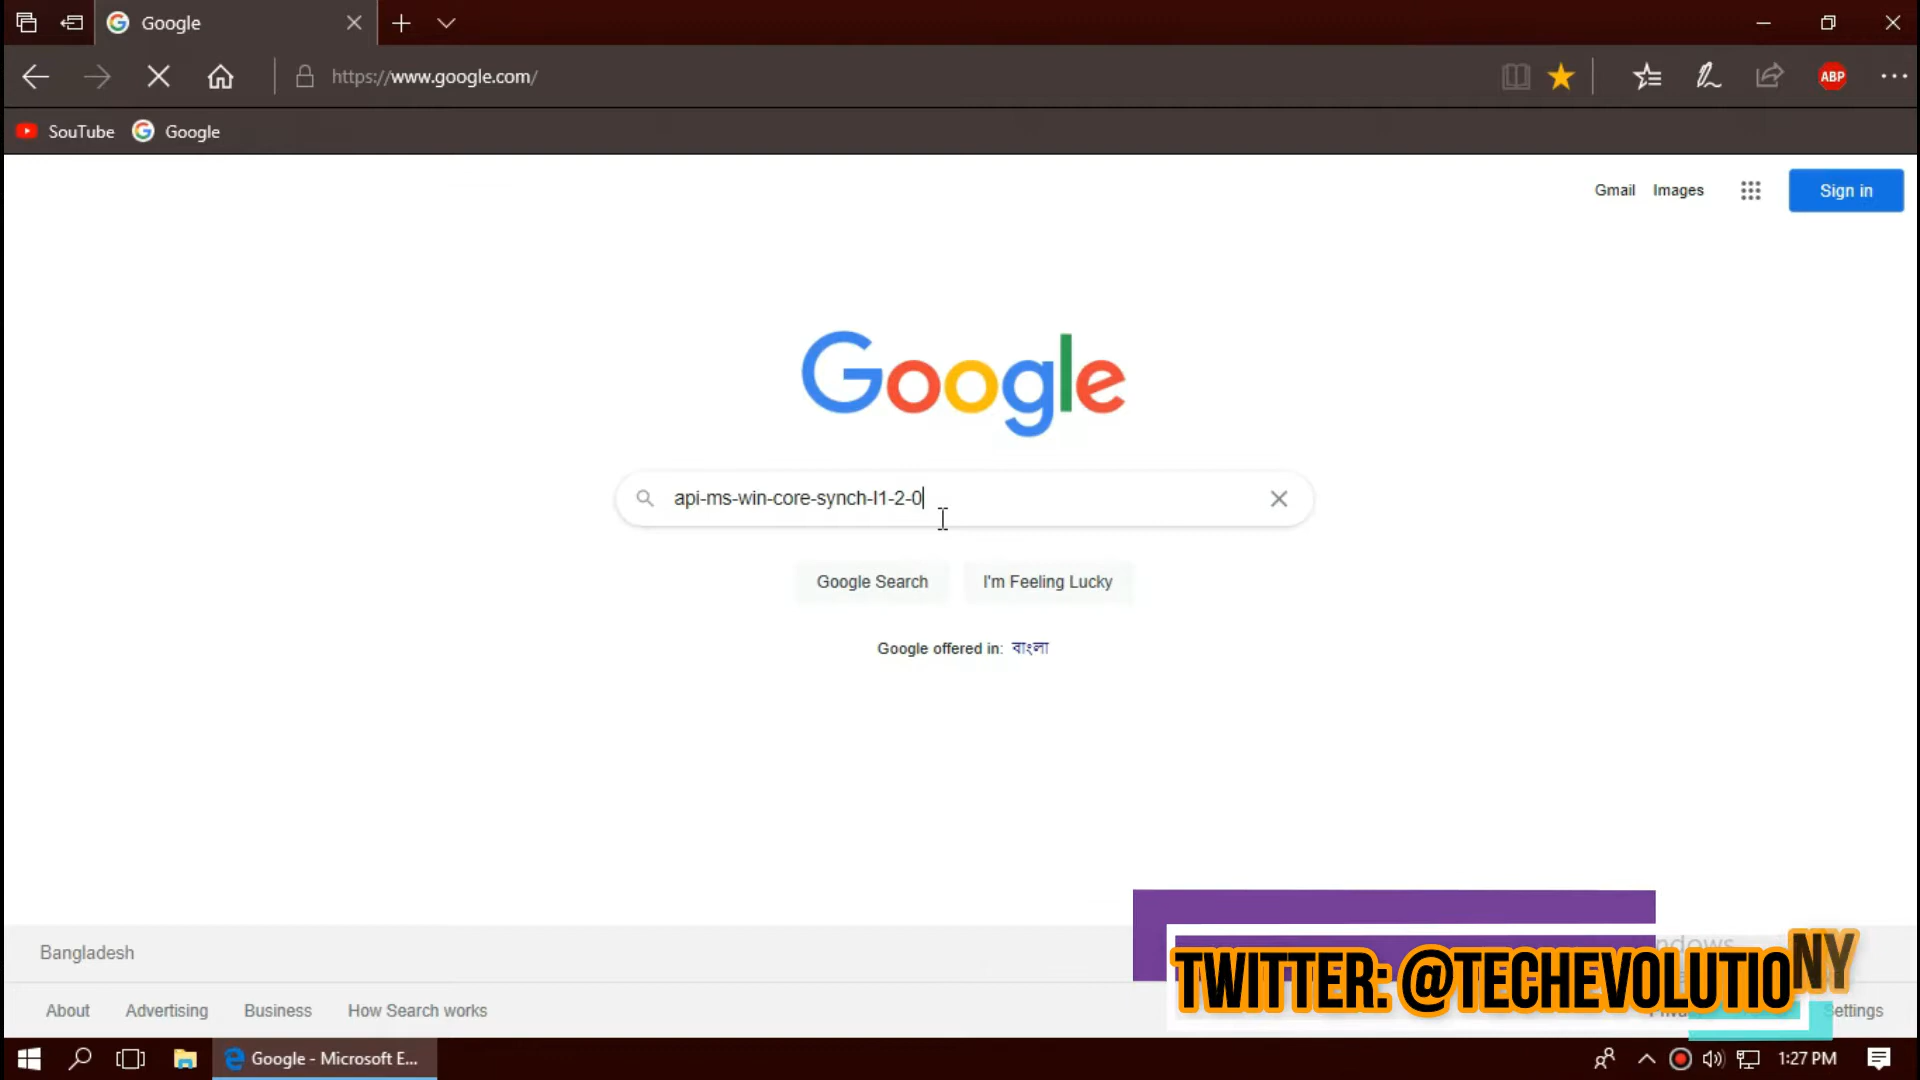 Google
https://www.google.com/
ABP
SouTube
Google
Gmail
Images
Sign in
Google
api-ms-win-core-synch-l1-2-0
Google Search
I'm Feeling Lucky
Google offered in: বাংলা
Bangladesh
TWITTER: @TECHEVOLUTIONY
About
Advertising
Business
How Search works
Settings
Google - Microsoft E...
1:27 PM